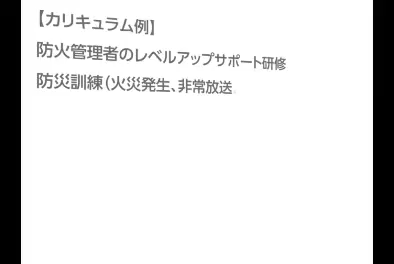 【カリキュラム例】
防火管理者のレベルアップサポート研修
防災訓練（火災発生、非常放送